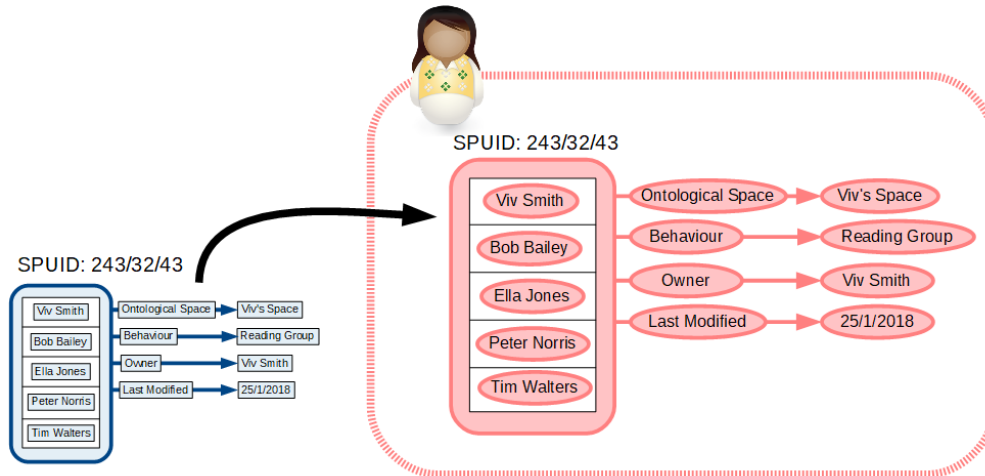 SPUID: 243/32/43
Viv Smith
Ontological Space
Viv's Space
Bob Bailey
Behaviour
Reading Group
Ella Jones
Owner
Viv Smith
Peter Norris
Last Modified
25/1/2018
Tim Walters
SPUID: 243/32/43
Viv Smith
Ontological Space
Viv's Space
Bob Bailey
Behaviour
Reading Group
Ella Jones
Owner
Viv Smith
Peter Norris
Last Modified
25/1/2018
Tim Walters